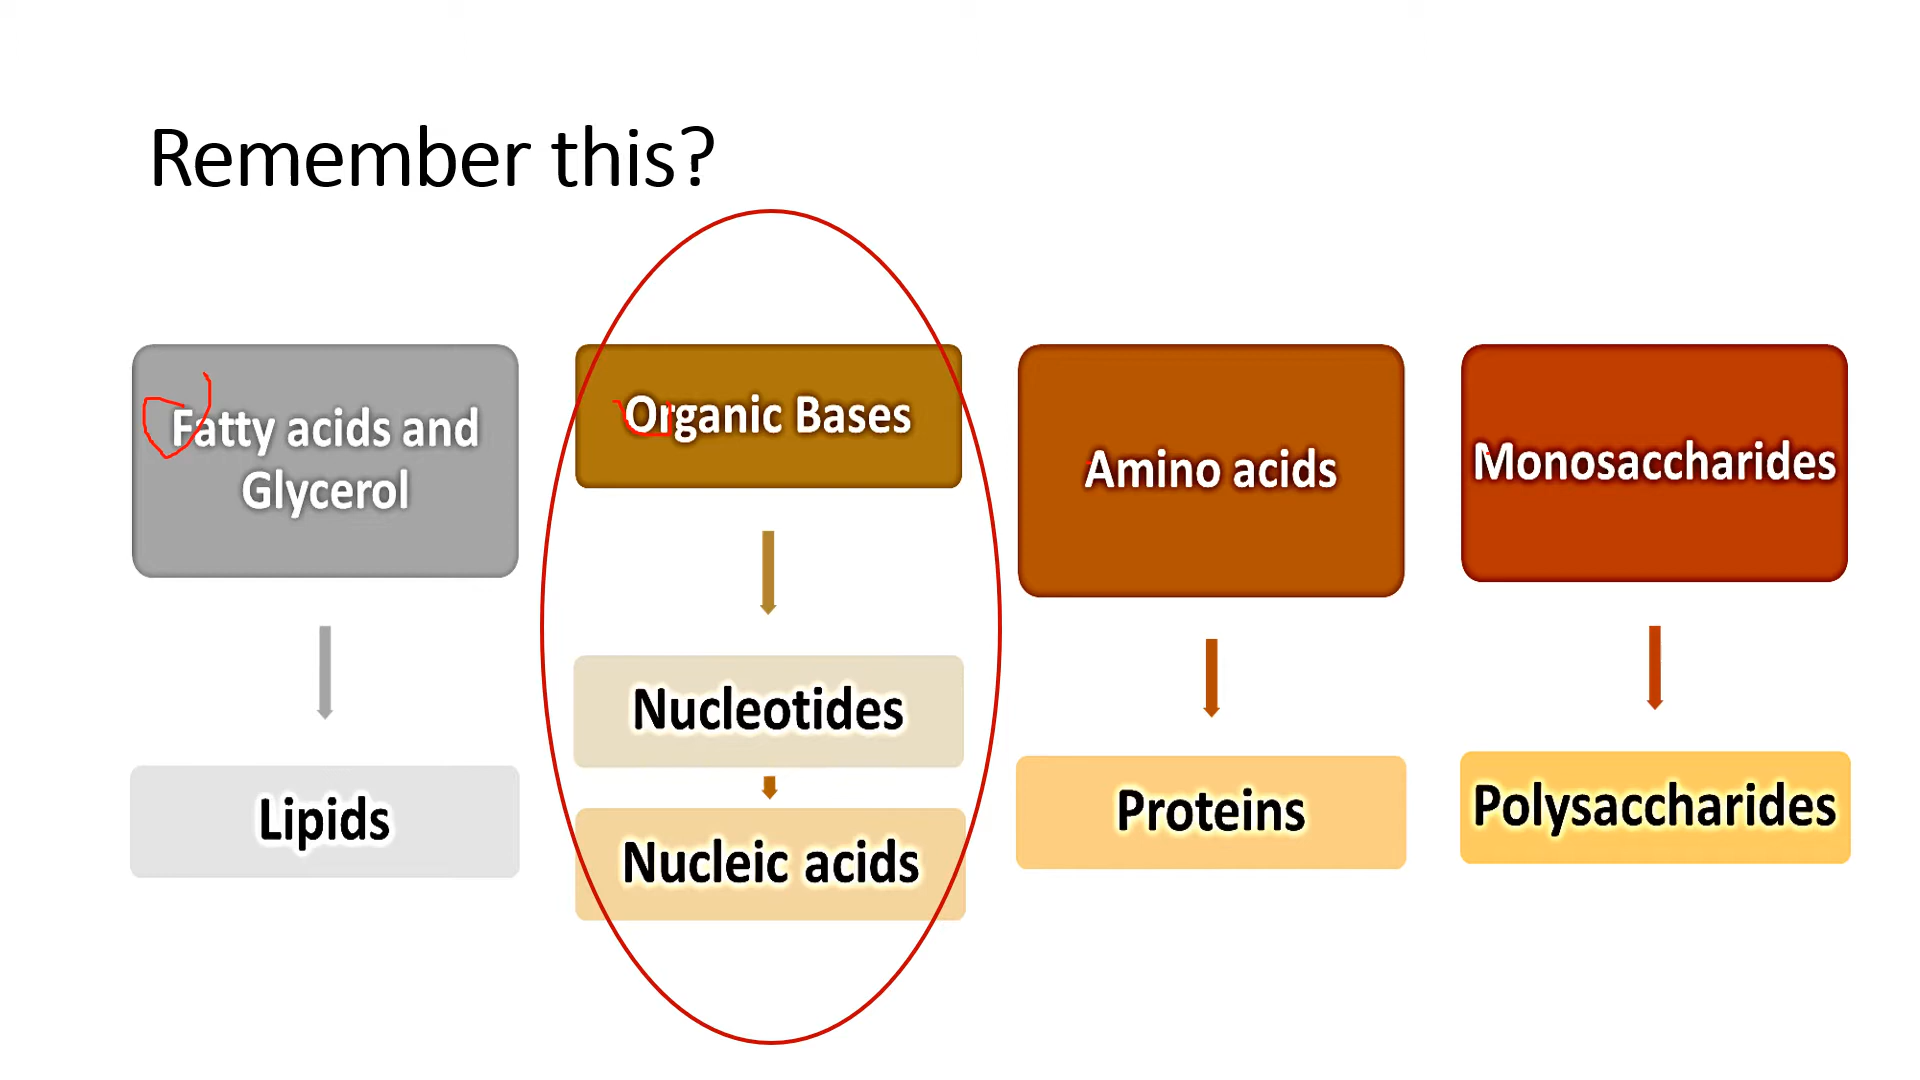 Remember this?
Fatty acids and
Glycerol
Lipids
Organic Bases
Nucleotides
Nucleic acids
Amino acids
Proteins
Monosaccharides
Polysaccharides